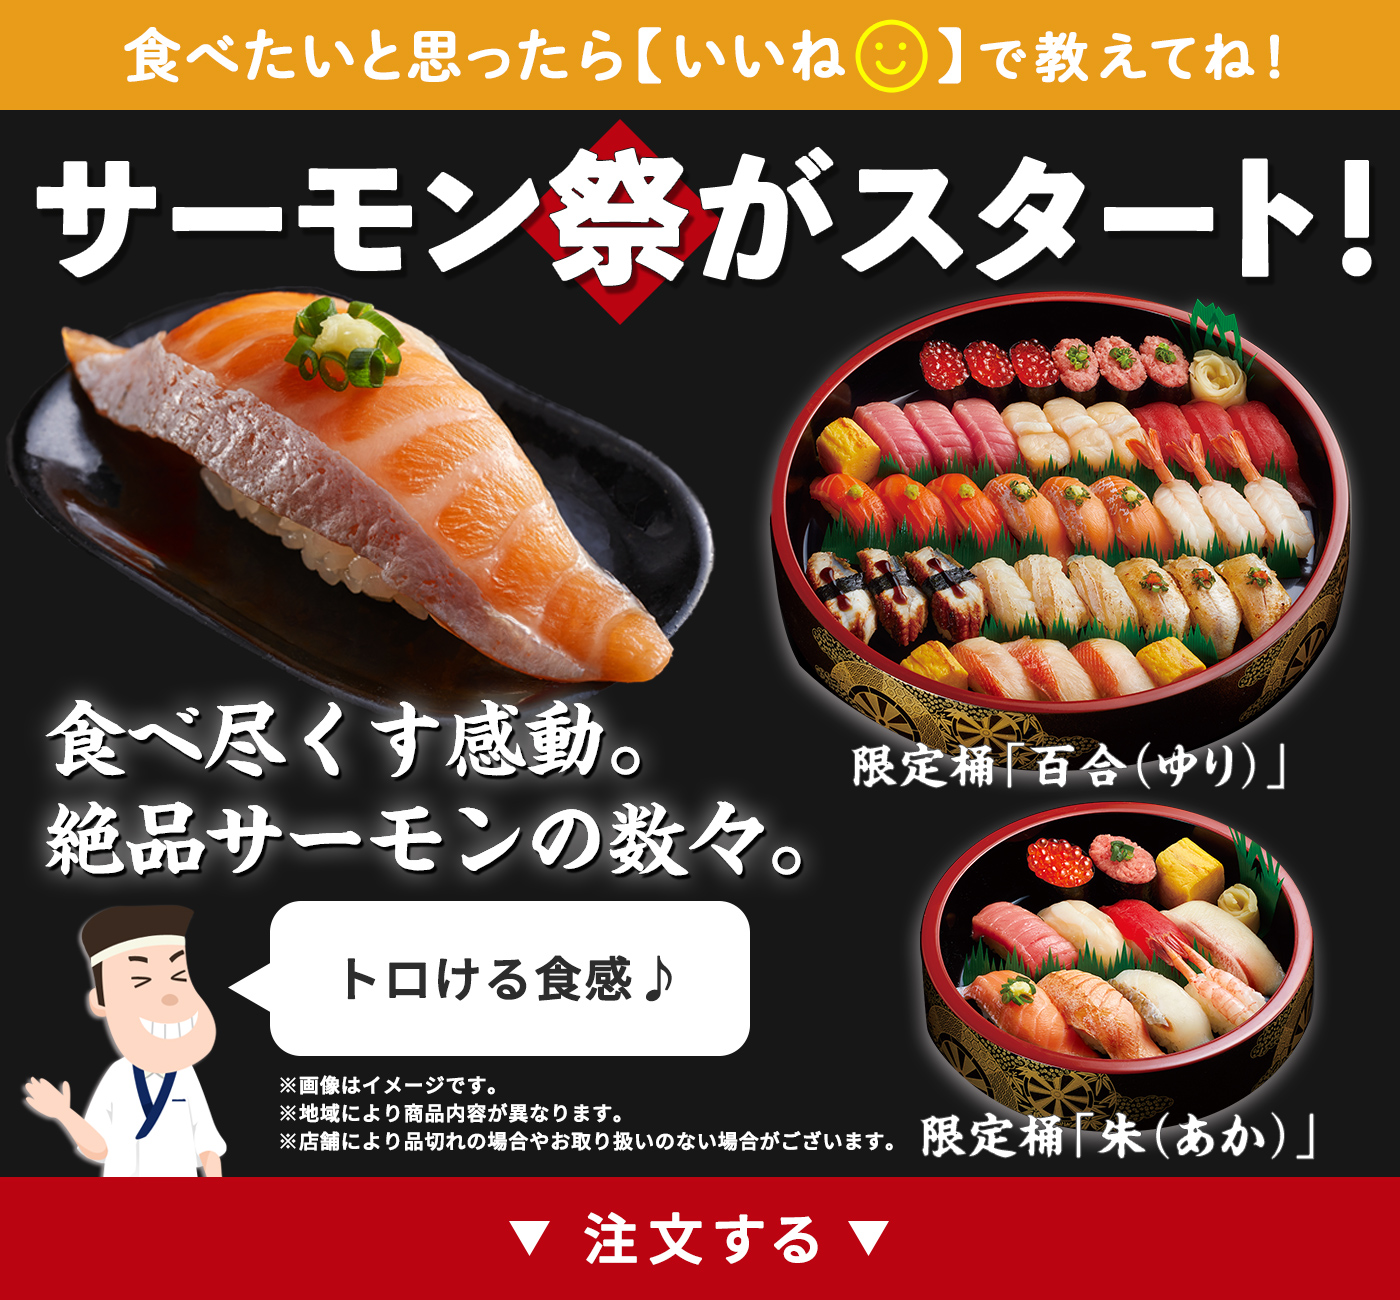 食べたいと思ったら【いいね】で教えてね！
サーモン祭がスタート！
食べ尽くす感動。
絶品サーモンの数々。
限定桶「百合（ゆり）」
トロける食感♪
※画像はイメージです。
※地域により商品内容が異なります。
※店舗により品切れの場合やお取り扱いのない場合がございます。
限定桶「朱（あか）」
▼ 注文する ▼